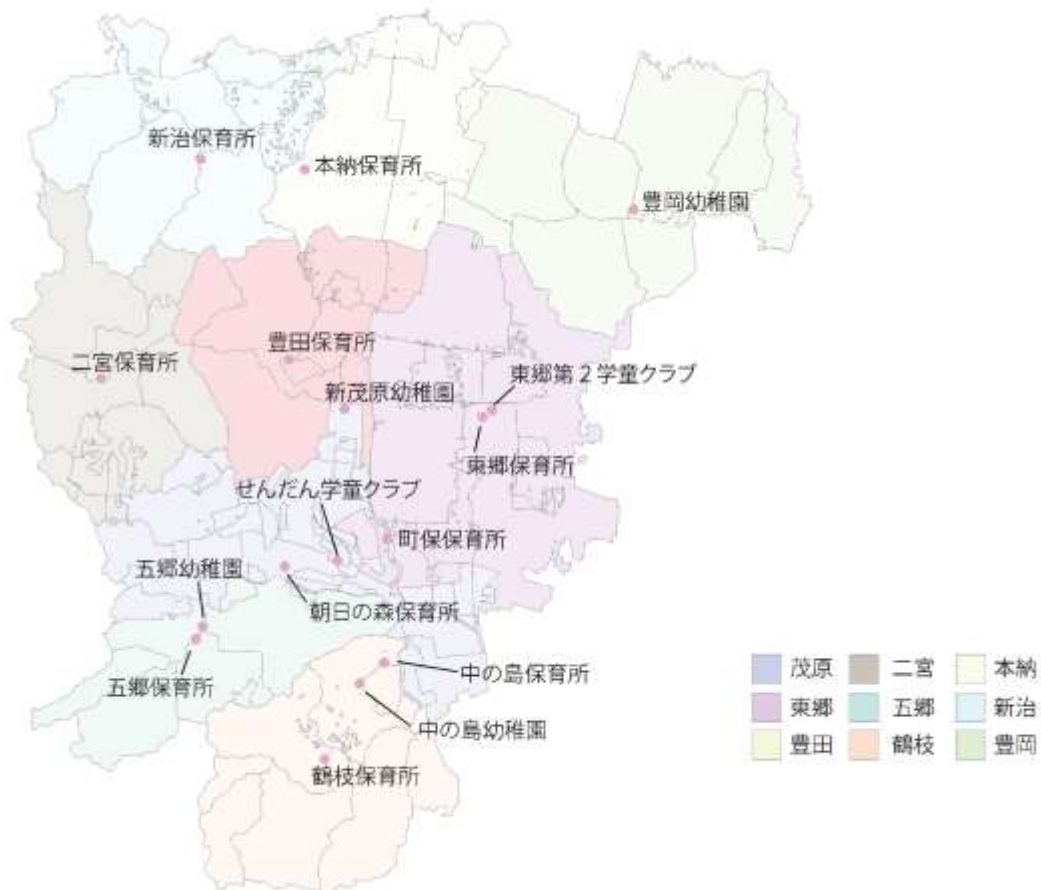 新治保育所
本納保育所
豊岡幼稚園
豊田保育所
二宮保育所
新茂原幼稚園
東郷第2学童クラブ
東郷保育所
せんだん学童クラブ
町保保育所
五郷幼稚園
朝日の森保育所
五郷保育所
中の島保育所
中の島幼稚園
鶴枝保育所
茂原 二宮 本納
東郷 五郷 新治
豊田 鶴枝 豊岡